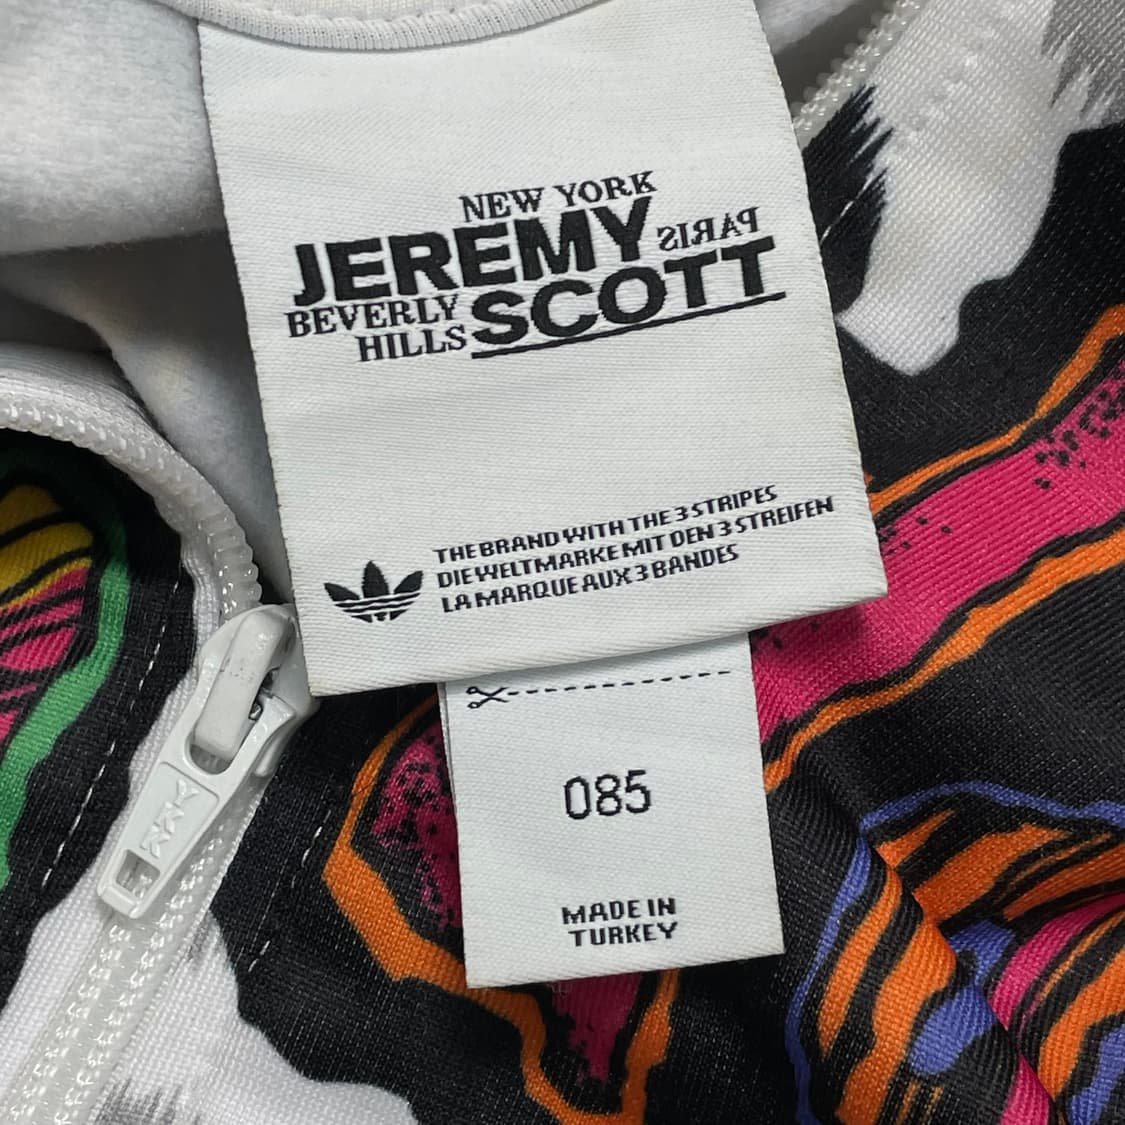 NEW YORK
JEREMY PARIS
BEVERLY HILLS SCOTT
THE BRAND WITH THE 3 STRIPES
DIE WELTMARKE MIT DEN 3 STREIFEN
LA MARQUE AUX 3 BANDES
085
MADE IN
TURKEY
YKK